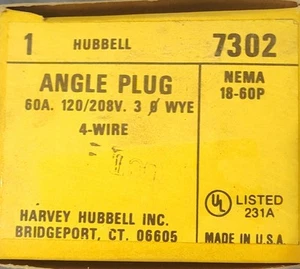 1 HUBBELL 7302
ANGLE PLUG
60A. 120/208V. 3 ø WYE
4-WIRE
NEMA
18-60P
UL LISTED
231A
HARVEY HUBBELL INC.
BRIDGEPORT, CT. 06605
MADE IN U.S.A.